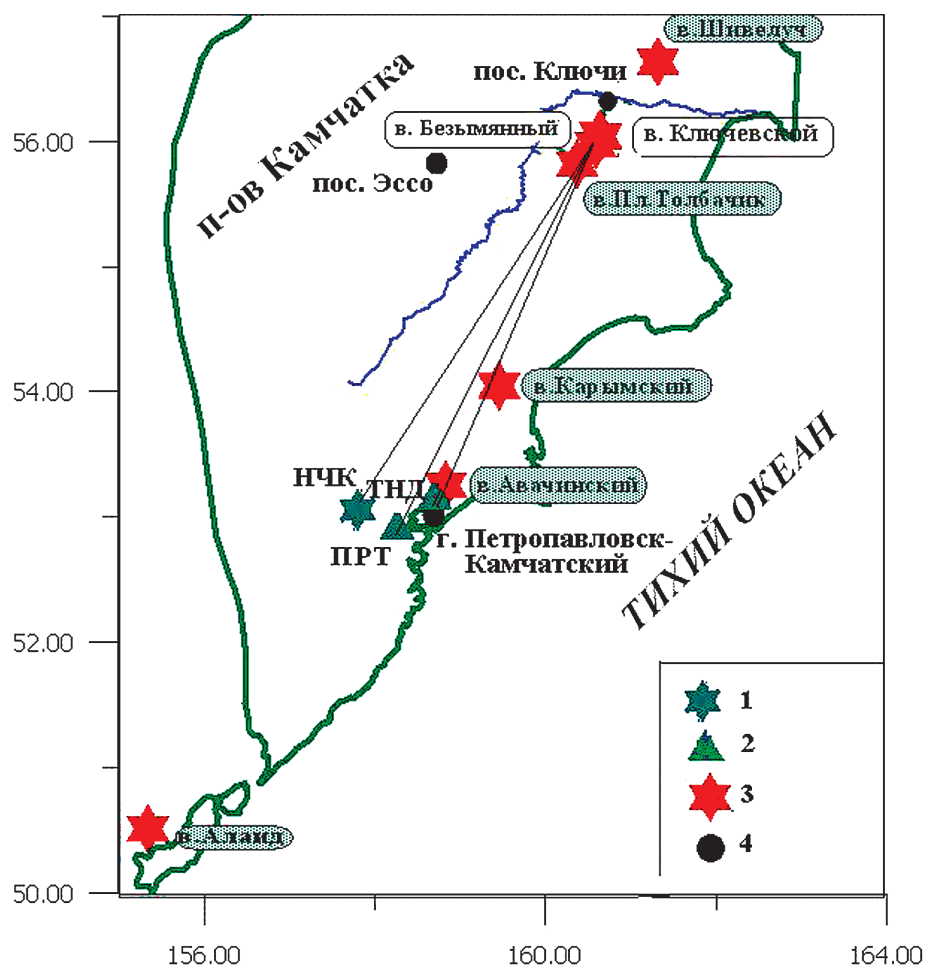 в. Шивелуч
пос. Ключи
п-ов Камчатка
56.00
в. Безымянный
в. Ключевской
пос. Эссо
в.Пл.Толбачик
54.00
в.Карымский
НЧК
ТНД
в.Авачинский
ПРТ
г. Петропавловск-
Камчатский
ТИХИЙ ОКЕАН
52.00
1
2
3
4
в. Алаид
50.00
156.00
160.00
164.00